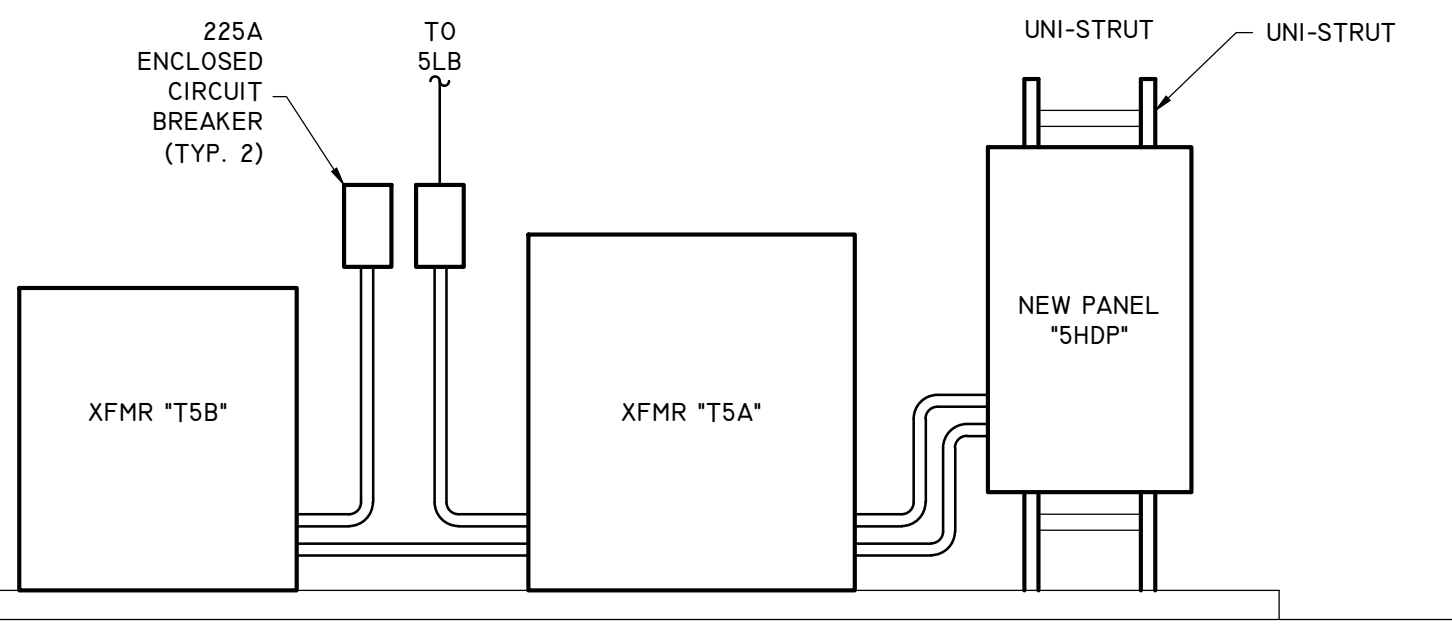 225A
ENCLOSED
CIRCUIT
BREAKER
(TYP. 2)
TO
5LB
UNI-STRUT
UNI-STRUT
NEW PANEL
"5HDP"
XFMR "T5B"
XFMR "T5A"